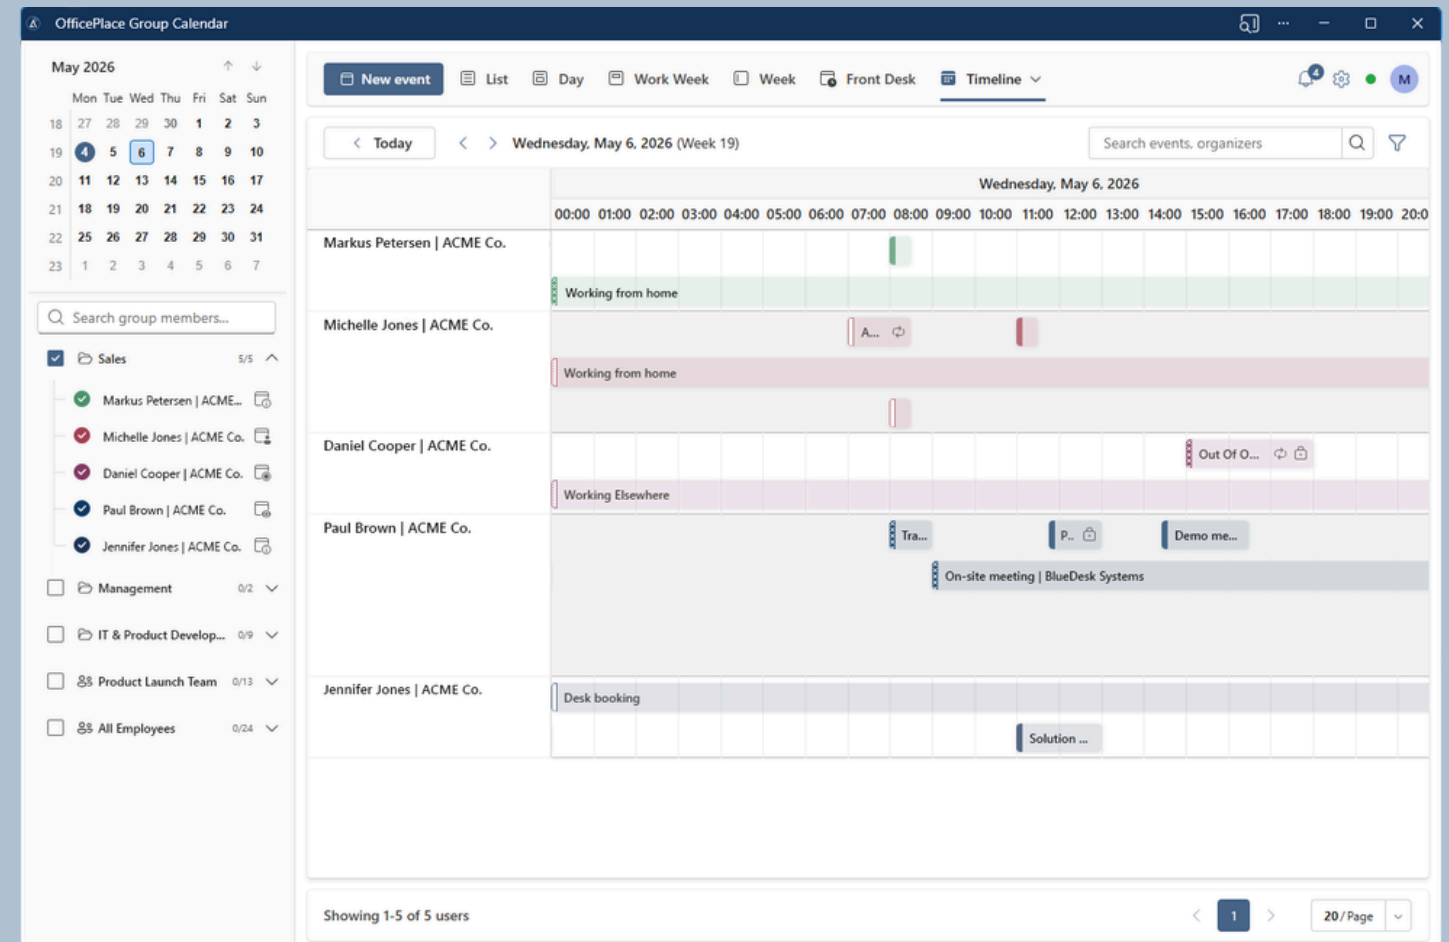 OfficePlace Group Calendar
May 2026
Mon Tue Wed Thu Fri Sat Sun
18 27 28 29 30 1 2 3
19 4 5 6 7 8 9 10
20 11 12 13 14 15 16 17
21 18 19 20 21 22 23 24
22 25 26 27 28 29 30 31
23 1 2 3 4 5 6 7
Search group members...
Sales 5/5
Markus Petersen | ACME...
Michelle Jones | ACME Co.
Daniel Cooper | ACME Co.
Paul Brown | ACME Co.
Jennifer Jones | ACME Co.
Management 0/2
IT & Product Develop... 0/9
Product Launch Team 0/13
All Employees 0/24
New event List Day Work Week Week Front Desk Timeline 4 M
Today Wednesday, May 6, 2026 (Week 19) Search events, organizers
Wednesday, May 6, 2026
00:00 01:00 02:00 03:00 04:00 05:00 06:00 07:00 08:00 09:00 10:00 11:00 12:00 13:00 14:00 15:00 16:00 17:00 18:00 19:00 20:0
Markus Petersen | ACME Co.
Working from home
Michelle Jones | ACME Co.
A...
Working from home
Daniel Cooper | ACME Co.
Out Of O...
Working Elsewhere
Paul Brown | ACME Co.
Tra... P.. Demo me...
On-site meeting | BlueDesk Systems
Jennifer Jones | ACME Co.
Desk booking
Solution ...
Showing 1-5 of 5 users 1 20/Page